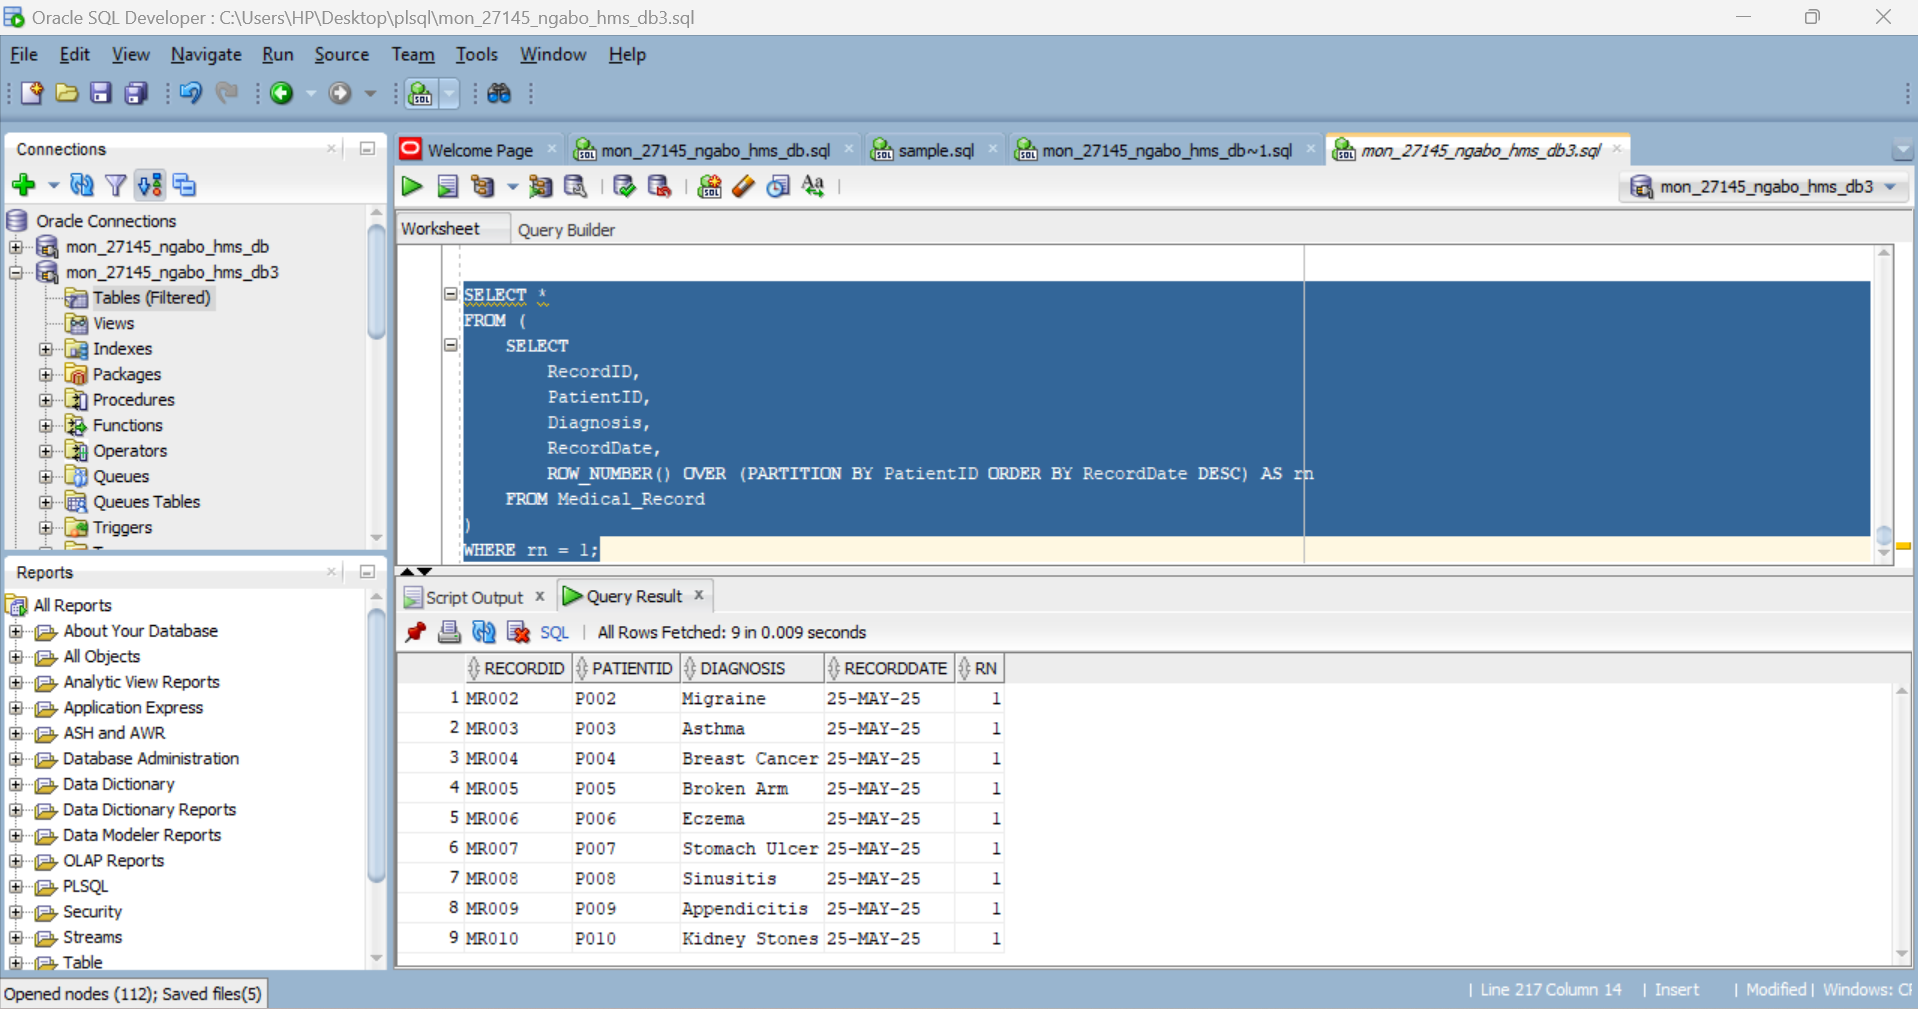 Oracle SQL Developer : C:\Users\HP\Desktop\plsql\mon_27145_ngabo_hms_db3.sql
File Edit View Navigate Run Source Team Tools Window Help
Connections
Oracle Connections
mon_27145_ngabo_hms_db
mon_27145_ngabo_hms_db3
Tables (Filtered)
Views
Indexes
Packages
Procedures
Functions
Operators
Queues
Queues Tables
Triggers
Reports
All Reports
About Your Database
All Objects
Analytic View Reports
Application Express
ASH and AWR
Database Administration
Data Dictionary
Data Dictionary Reports
Data Modeler Reports
OLAP Reports
PLSQL
Security
Streams
Table
Welcome Page mon_27145_ngabo_hms_db.sql sample.sql mon_27145_ngabo_hms_db~1.sql mon_27145_ngabo_hms_db3.sql
mon_27145_ngabo_hms_db3
Worksheet Query Builder
SELECT *
FROM (
SELECT
RecordID,
PatientID,
Diagnosis,
RecordDate,
ROW_NUMBER() OVER (PARTITION BY PatientID ORDER BY RecordDate DESC) AS rn
FROM Medical_Record
)
WHERE rn = 1;
Script Output x Query Result x
SQL | All Rows Fetched: 9 in 0.009 seconds
RECORDID PATIENTID DIAGNOSIS RECORDDATE RN
1 MR002 P002 Migraine 25-MAY-25 1
2 MR003 P003 Asthma 25-MAY-25 1
3 MR004 P004 Breast Cancer 25-MAY-25 1
4 MR005 P005 Broken Arm 25-MAY-25 1
5 MR006 P006 Eczema 25-MAY-25 1
6 MR007 P007 Stomach Ulcer 25-MAY-25 1
7 MR008 P008 Sinusitis 25-MAY-25 1
8 MR009 P009 Appendicitis 25-MAY-25 1
9 MR010 P010 Kidney Stones 25-MAY-25 1
Opened nodes (112); Saved files(5)
| Line 217 Column 14 | Insert | Modified | Windows: C